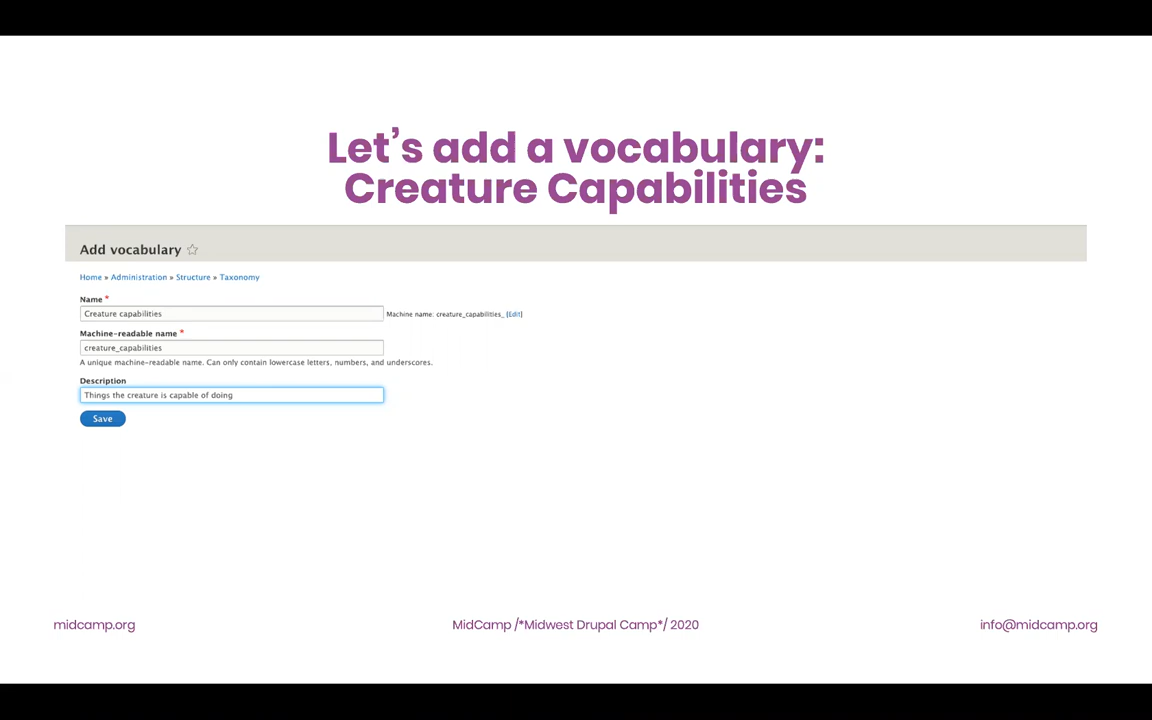 Let's add a vocabulary:
Creature Capabilities
Add vocabulary
Home » Administration » Structure » Taxonomy
Name *
Creature capabilities
Machine name: creature_capabilities_ [Edit]
Machine-readable name *
creature_capabilities
A unique machine-readable name. Can only contain lowercase letters, numbers, and underscores.
Description
Things the creature is capable of doing
Save
midcamp.org
MidCamp /*Midwest Drupal Camp*/ 2020
info@midcamp.org